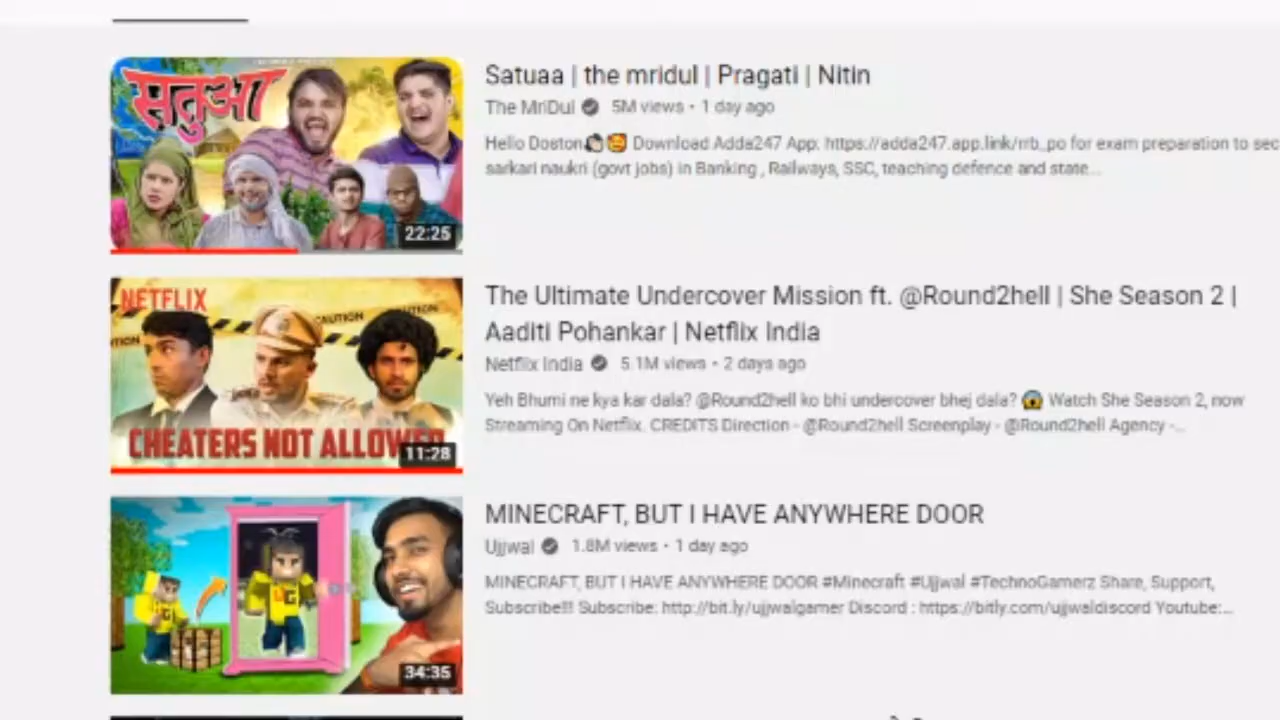 सतुआ
22:25
Satuaa | the mridul | Pragati | Nitin
The MriDul 5M views • 1 day ago
Hello Doston Download Adda247 App: https://adda247.app.link/rrb_po for exam preparation to sec
sarkari naukri (govt jobs) in Banking , Railways, SSC, teaching defence and state...
NETFLIX
CAUTION
CHEATERS NOT ALLOWED
11:28
The Ultimate Undercover Mission ft. @Round2hell | She Season 2 |
Aaditi Pohankar | Netflix India
Netflix India 5.1M views • 2 days ago
Yeh Bhumi ne kya kar dala? @Round2hell ko bhi undercover bhej dala? 😱 Watch She Season 2, now
Streaming On Netflix. CREDITS Direction - @Round2hell Screenplay - @Round2hell Agency -...
UG
34:35
MINECRAFT, BUT I HAVE ANYWHERE DOOR
Ujjwal 1.8M views • 1 day ago
MINECRAFT, BUT I HAVE ANYWHERE DOOR #Minecraft #Ujjwal #TechnoGamerz Share, Support,
Subscribe!!! Subscribe: http://bit.ly/ujjwalgamer Discord : https://bitly.com/ujjwaldiscord Youtube:...